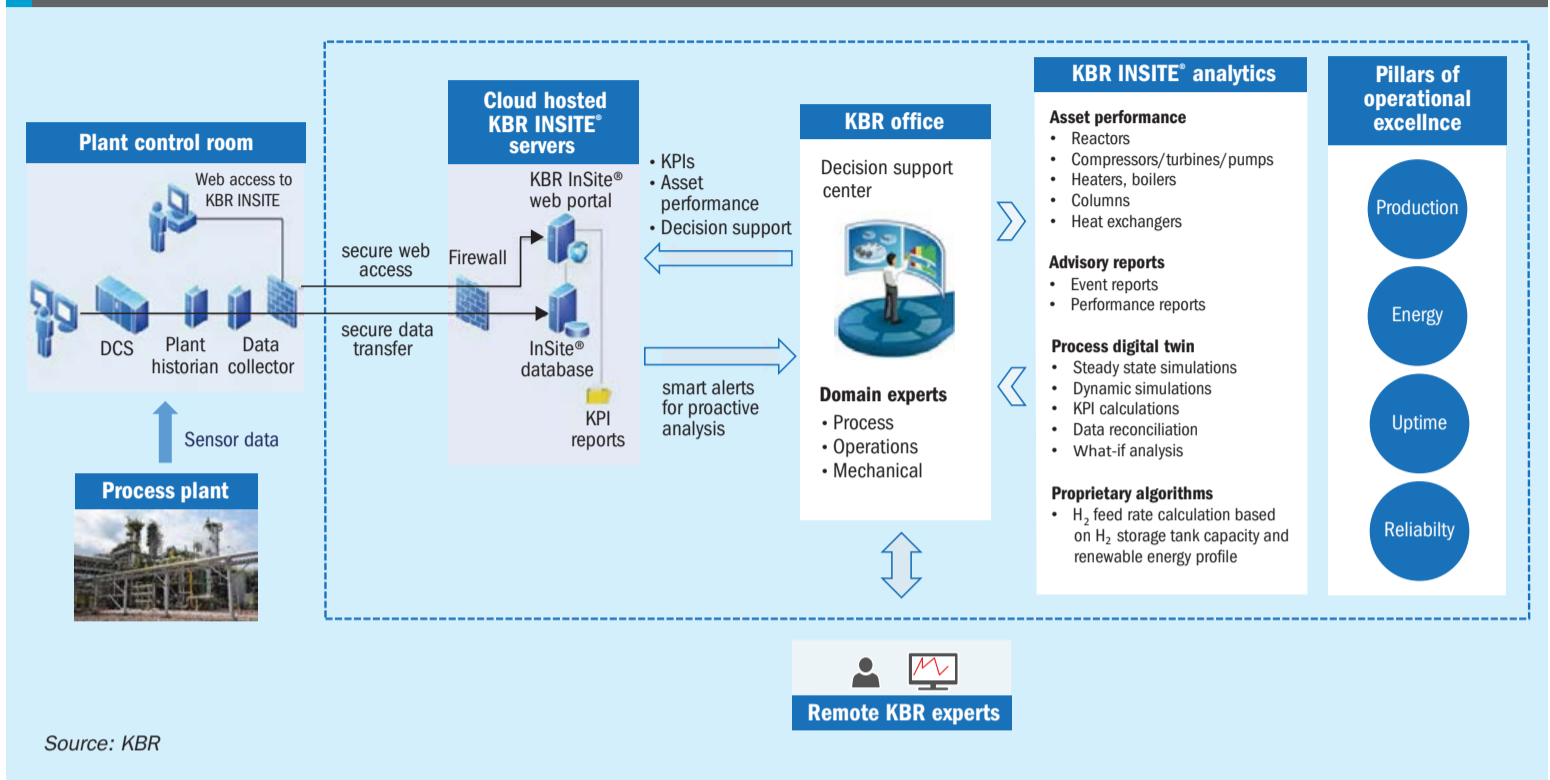 Plant control room
Web access to
KBR INSITE
DCS
Plant
historian
Data
collector
Sensor data
Process plant
secure web
access
secure data
transfer
Cloud hosted
KBR INSITE®
servers
KBR InSite®
web portal
Firewall
InSite®
database
KPI
reports
• KPIs
• Asset
performance
• Decision support
smart alerts
for proactive
analysis
KBR office
Decision support
center
Domain experts
• Process
• Operations
• Mechanical
KBR INSITE® analytics
Asset performance
• Reactors
• Compressors/turbines/pumps
• Heaters, boilers
• Columns
• Heat exchangers
Advisory reports
• Event reports
• Performance reports
Process digital twin
• Steady state simulations
• Dynamic simulations
• KPI calculations
• Data reconciliation
• What-if analysis
Proprietary algorithms
• H₂ feed rate calculation based
on H₂ storage tank capacity and
renewable energy profile
Pillars of
operational
excellnce
Production
Energy
Uptime
Reliabilty
Remote KBR experts
Source: KBR